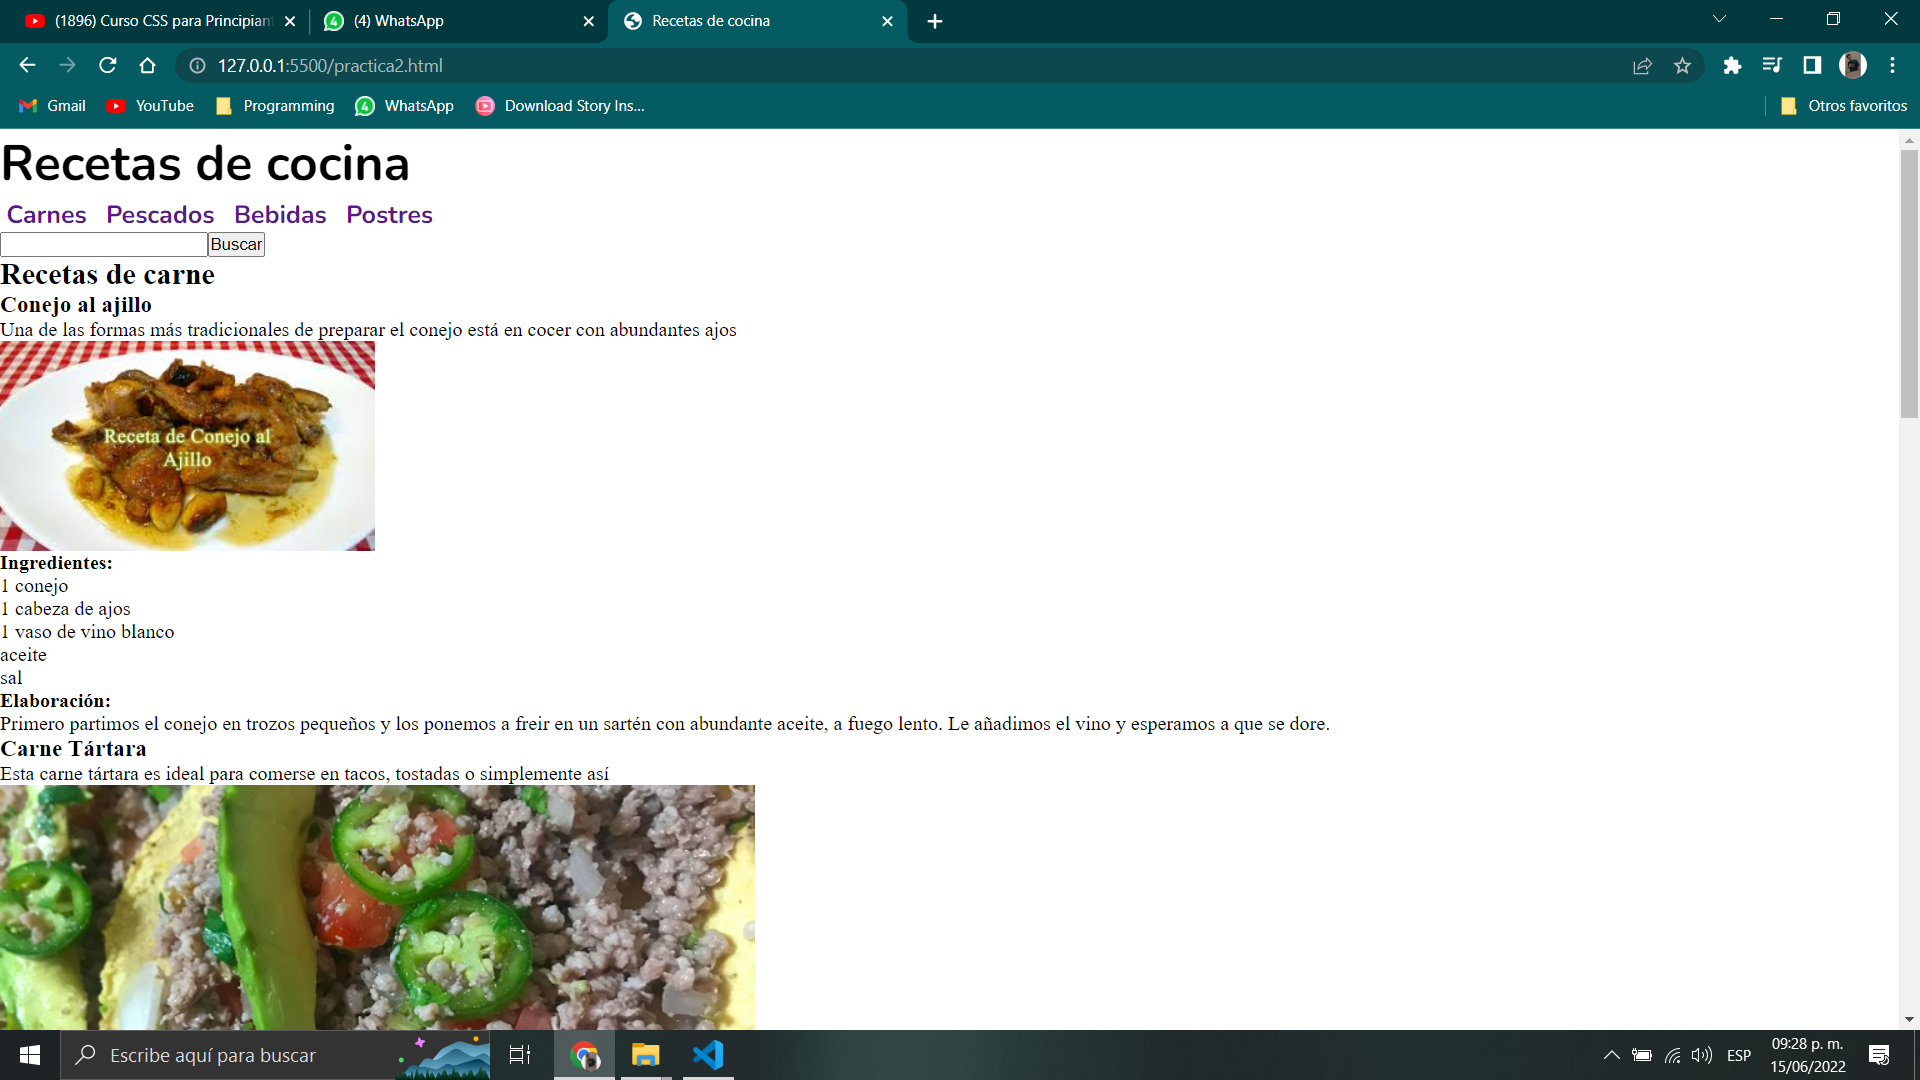 (1896) Curso CSS para Principian
(4) WhatsApp
Recetas de cocina
127.0.0.1:5500/practica2.html
Gmail
YouTube
Programming
4
WhatsApp
Download Story Ins...
Otros favoritos
Recetas de cocina
Carnes Pescados Bebidas Postres
Buscar
Recetas de carne
Conejo al ajillo
Una de las formas más tradicionales de preparar el conejo está en cocer con abundantes ajos
Receta de Conejo al
Ajillo
Ingredientes:
1 conejo
1 cabeza de ajos
1 vaso de vino blanco
aceite
sal
Elaboración:
Primero partimos el conejo en trozos pequeños y los ponemos a freir en un sartén con abundante aceite, a fuego lento. Le añadimos el vino y esperamos a que se dore.
Carne Tártara
Esta carne tártara es ideal para comerse en tacos, tostadas o simplemente así
Escribe aquí para buscar
ESP
09:28 p. m.
15/06/2022